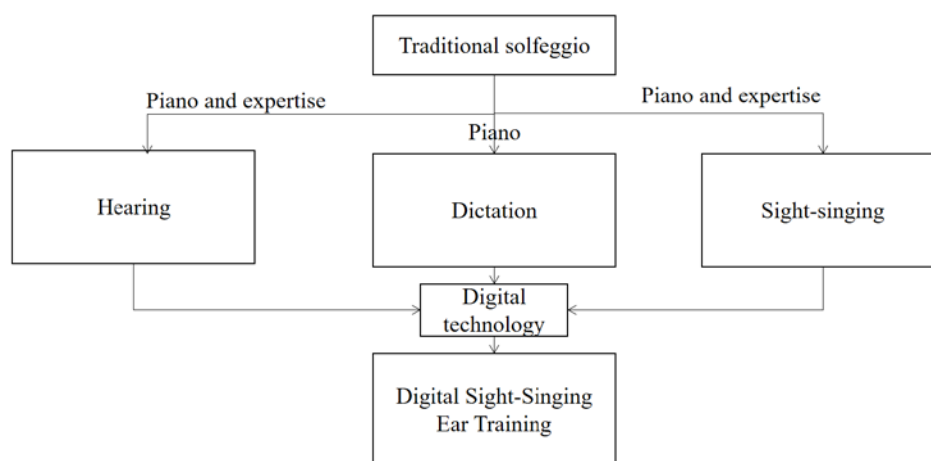 Traditional solfeggio
Piano and expertise
Piano and expertise
Piano
Hearing
Dictation
Sight-singing
Digital
technology
Digital Sight-Singing
Ear Training